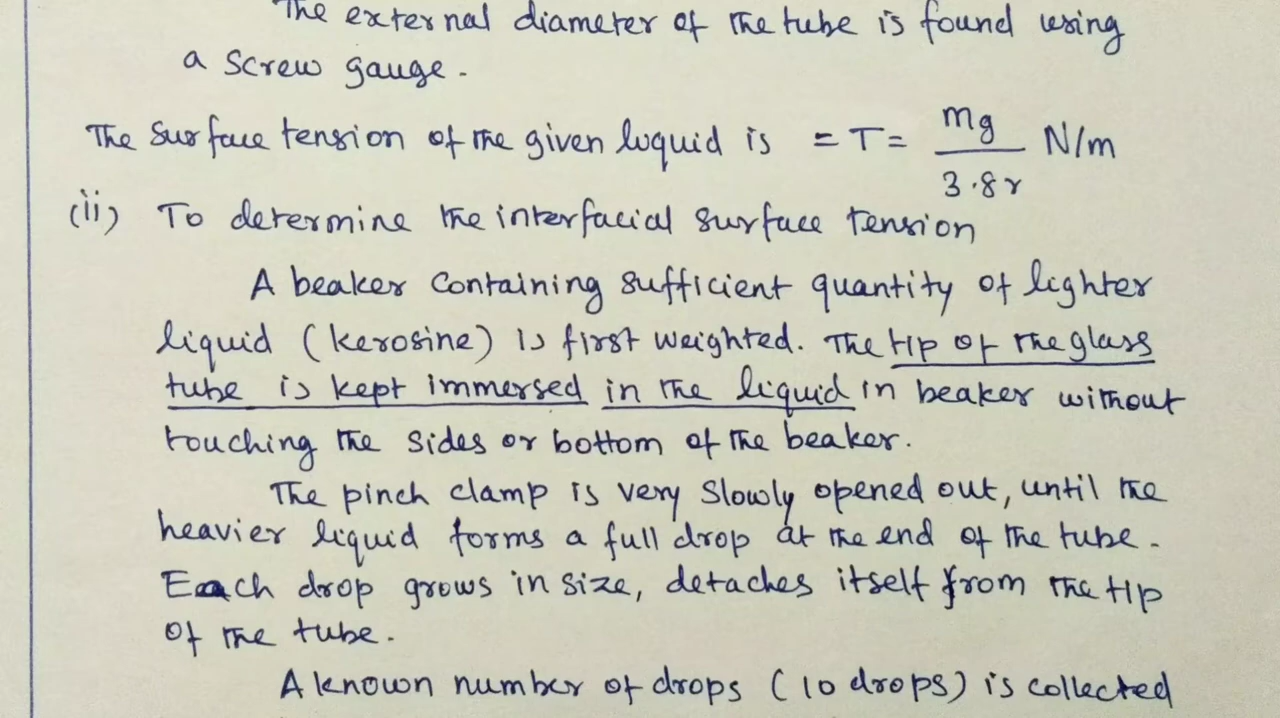 The external diameter of the tube is found using
a screw gauge.
The Surface tension of the given luquid is = T = mg / 3.8r N/m
(ii) To determine the interfacial surface tension
A beaker containing sufficient quantity of lighter
liquid (kerosine) is first weighted. The tip of the glass
tube is kept immersed in the liquid in beaker without
touching the sides or bottom of the beaker.
The pinch clamp is very slowly opened out, until the
heavier liquid forms a full drop at the end of the tube.
Each drop grows in size, detaches itself from the tip
of the tube.
A known number of drops (10 drops) is collected